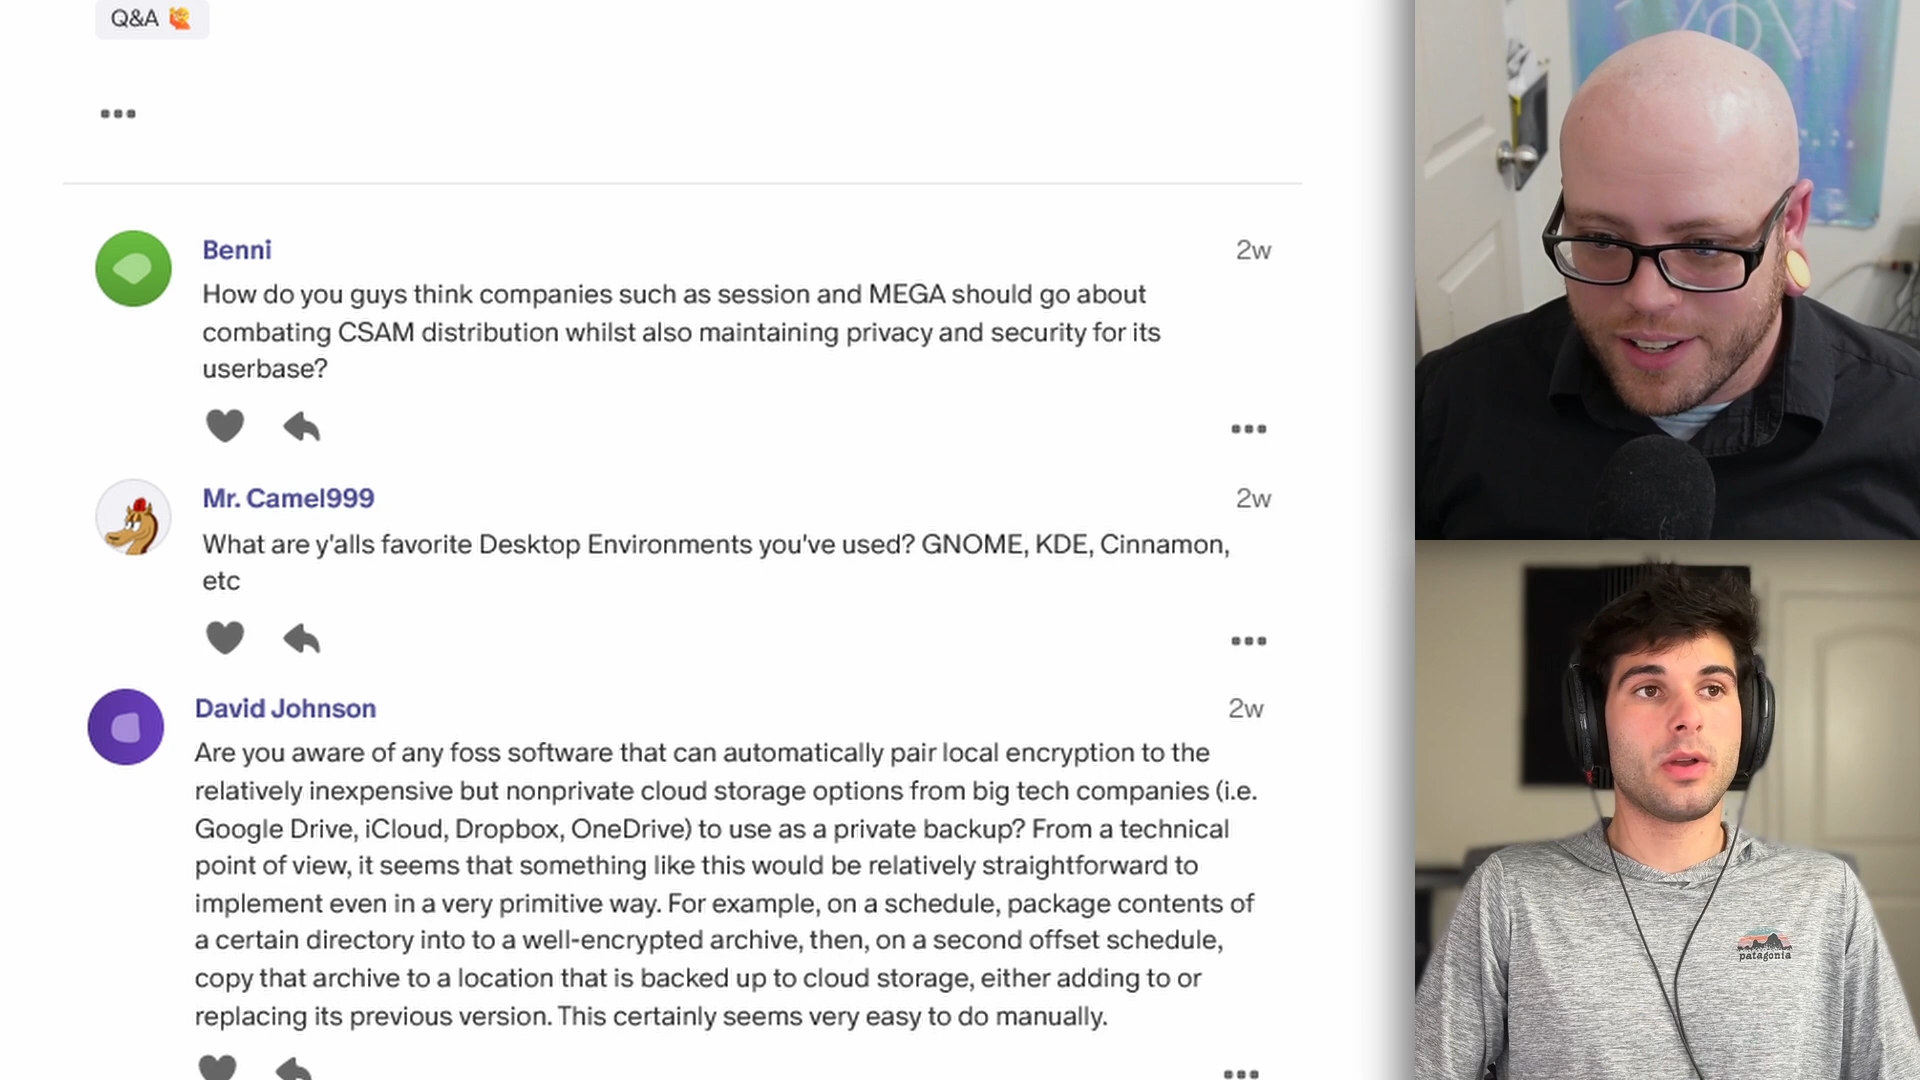 Q&A
Benni
2w
How do you guys think companies such as session and MEGA should go about
combating CSAM distribution whilst also maintaining privacy and security for its
userbase?
Mr. Camel999
2w
What are y'alls favorite Desktop Environments you've used? GNOME, KDE, Cinnamon,
etc
David Johnson
2w
Are you aware of any foss software that can automatically pair local encryption to the
relatively inexpensive but nonprivate cloud storage options from big tech companies (i.e.
Google Drive, iCloud, Dropbox, OneDrive) to use as a private backup? From a technical
point of view, it seems that something like this would be relatively straightforward to
implement even in a very primitive way. For example, on a schedule, package contents of
a certain directory into to a well-encrypted archive, then, on a second offset schedule,
copy that archive to a location that is backed up to cloud storage, either adding to or
replacing its previous version. This certainly seems very easy to do manually.
patagonia